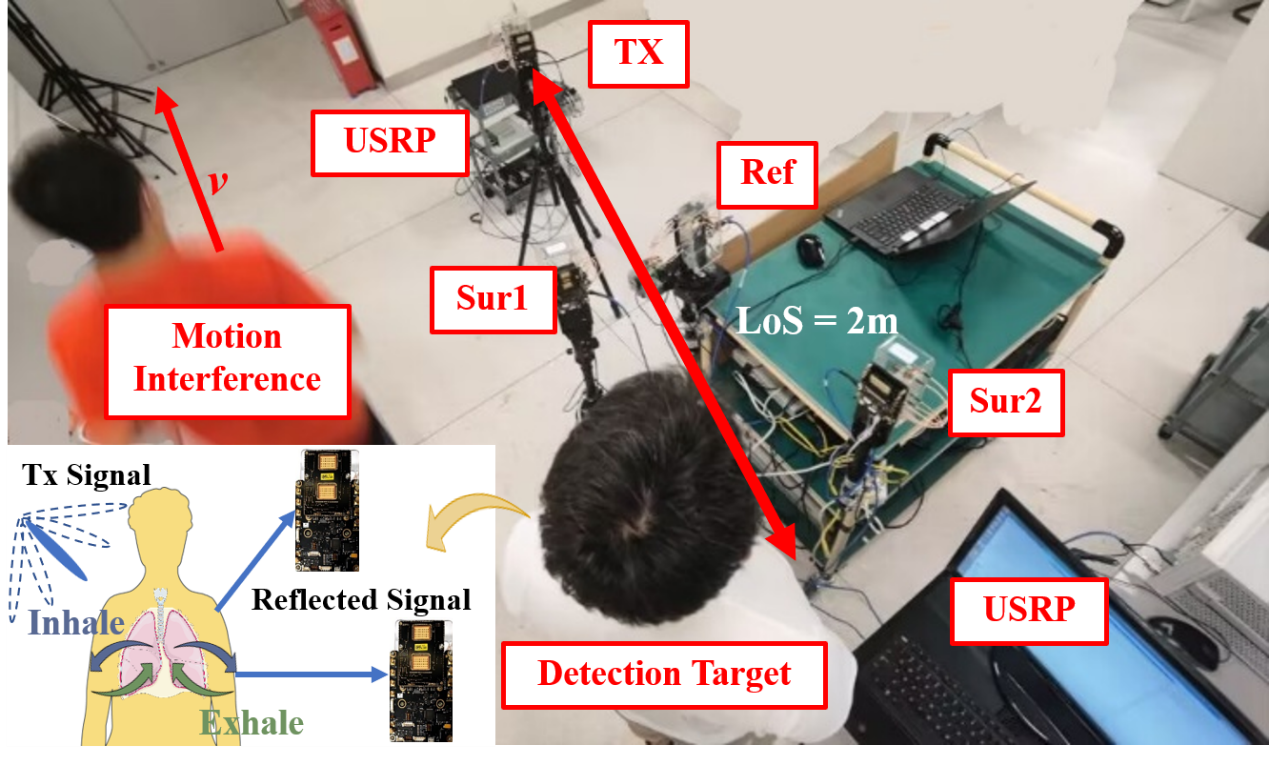 TX
USRP
Ref
v
Sur1
LoS = 2m
Motion
Interference
Sur2
Tx Signal
Inhale
Reflected Signal
Exhale
USRP
Detection Target